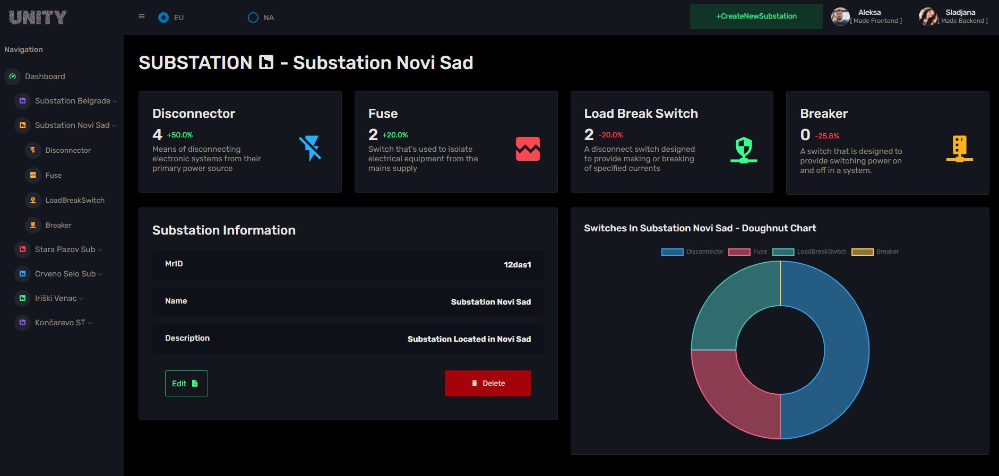 UNITY
EU
NA
+CreateNewSubstation
Aleksa
[ Made Frontend ]
Sladjana
[ Made Backend ]
Navigation
Dashboard
Substation Belgrade
Substation Novi Sad
Disconnector
Fuse
LoadBreakSwitch
Breaker
Stara Pazov Sub
Crveno Selo Sub
Iriški Venac
Končarevo ST
SUBSTATION - Substation Novi Sad
Disconnector
4 +50.0%
Means of disconnecting
electronic systems from their
primary power source
Fuse
2 +20.0%
Switch that's used to isolate
electrical equipment from the
mains supply
Load Break Switch
2 -20.0%
A disconnect switch designed
to provide making or breaking
of specified currents
Breaker
0 -25.8%
A switch that is designed to
provide switching power on
and off in a system.
Substation Information
MrID 12das1
Name Substation Novi Sad
Description Substation Located in Novi Sad
Edit
Delete
Switches In Substation Novi Sad - Doughnut Chart
Disconnector Fuse LoadBreakSwitch Breaker